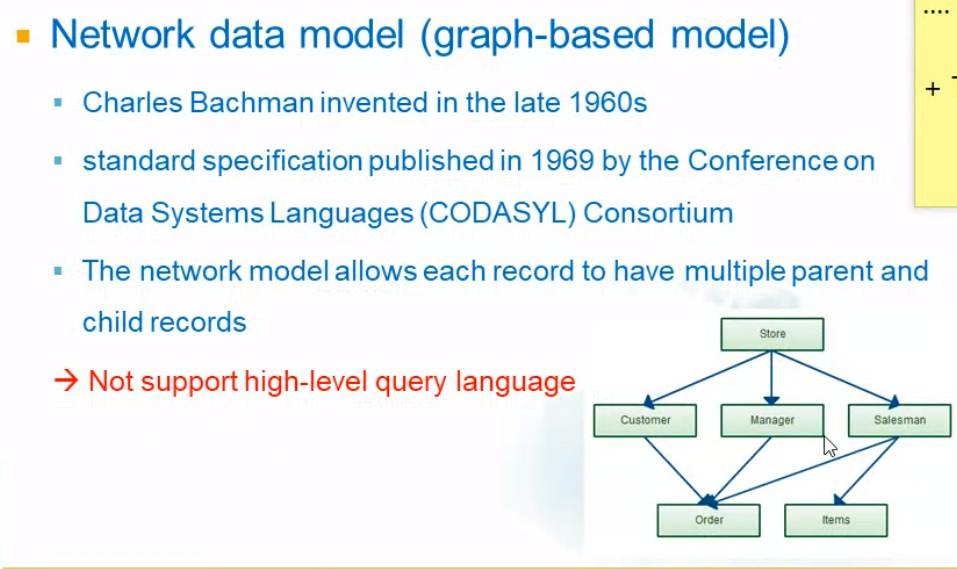 Network data model (graph-based model)
Charles Bachman invented in the late 1960s
standard specification published in 1969 by the Conference on
Data Systems Languages (CODASYL) Consortium
The network model allows each record to have multiple parent and
child records
→ Not support high-level query language
Store
Customer Manager Salesman
Order Items